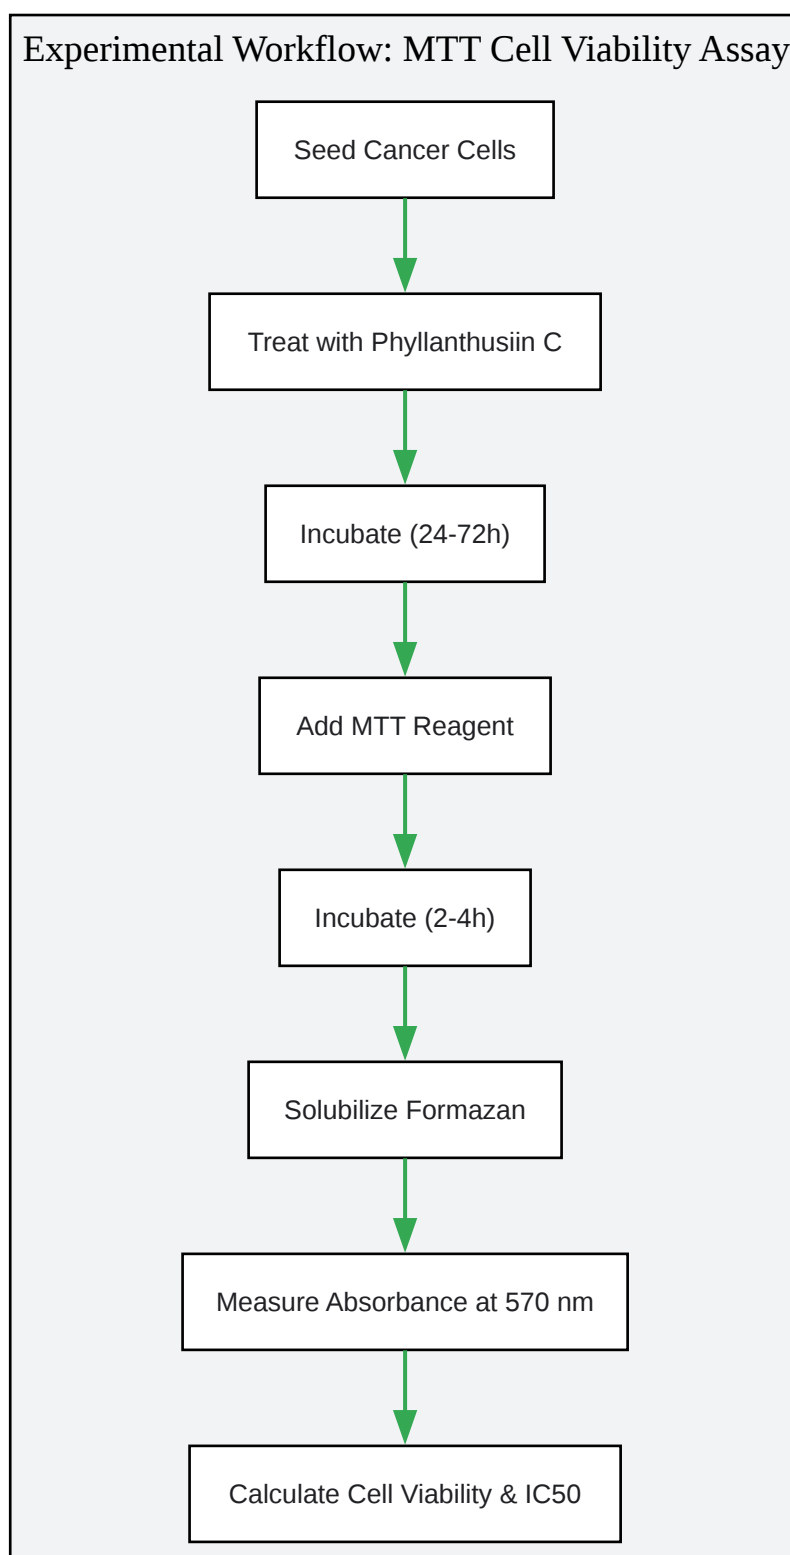 Experimental Workflow: MTT Cell Viability Assay
Seed Cancer Cells
Treat with Phyllanthusiin C
Incubate (24-72h)
Add MTT Reagent
Incubate (2-4h)
Solubilize Formazan
Measure Absorbance at 570 nm
Calculate Cell Viability & IC50